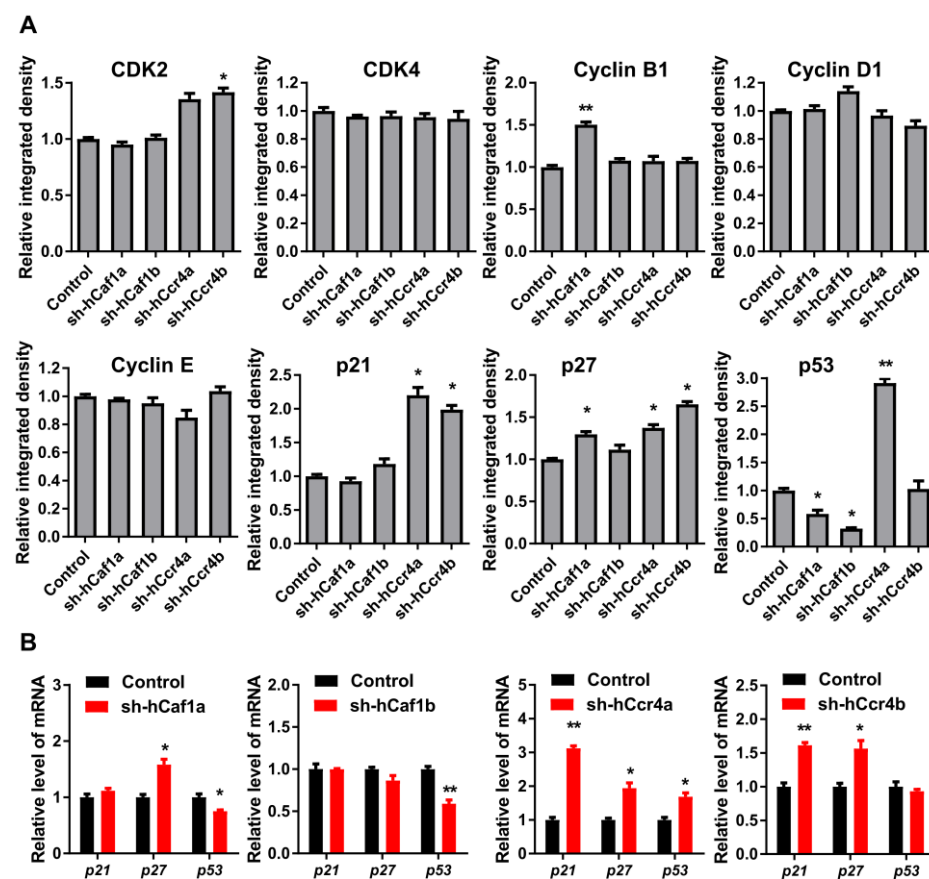 A
CDK2
Relative integrated density
1.5
1.0
0.5
0.0
*
Control
sh-hCaf1a
sh-hCaf1b
sh-hCcr4a
sh-hCcr4b
CDK4
Relative integrated density
1.2
1.0
0.8
0.6
0.4
0.2
0.0
Control
sh-hCaf1a
sh-hCaf1b
sh-hCcr4a
sh-hCcr4b
Cyclin B1
Relative integrated density
2.0
1.5
1.0
0.5
0.0
**
Control
sh-hCaf1a
sh-hCaf1b
sh-hCcr4a
sh-hCcr4b
Cyclin D1
Relative integrated density
1.2
1.0
0.8
0.6
0.4
0.2
0.0
Control
sh-hCaf1a
sh-hCaf1b
sh-hCcr4a
sh-hCcr4b
Cyclin E
Relative integrated density
1.2
1.0
0.8
0.6
0.4
0.2
0.0
Control
sh-hCaf1a
sh-hCaf1b
sh-hCcr4a
sh-hCcr4b
p21
Relative integrated density
2.5
2.0
1.5
1.0
0.5
0.0
* *
Control
sh-hCaf1a
sh-hCaf1b
sh-hCcr4a
sh-hCcr4b
p27
Relative integrated density
2.0
1.5
1.0
0.5
0.0
* * *
Control
sh-hCaf1a
sh-hCaf1b
sh-hCcr4a
sh-hCcr4b
p53
Relative integrated density
3.0
2.5
2.0
1.5
1.0
0.5
0.0
* * **
Control
sh-hCaf1a
sh-hCaf1b
sh-hCcr4a
sh-hCcr4b
B
Control
sh-hCaf1a
Relative level of mRNA
3
2
1
0
* *
p21 p27 p53
Control
sh-hCaf1b
Relative level of mRNA
2.0
1.5
1.0
0.5
0.0
**
p21 p27 p53
Control
sh-hCcr4a
Relative level of mRNA
5
4
3
2
1
0
** * *
p21 p27 p53
Control
sh-hCcr4b
Relative level of mRNA
2.5
2.0
1.5
1.0
0.5
0.0
** *
p21 p27 p53